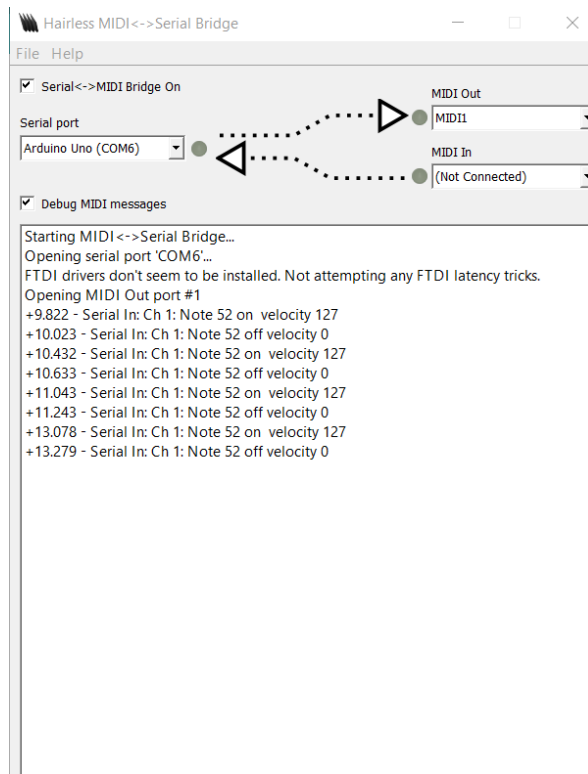 Hairless MIDI<->Serial Bridge
File Help
Serial<->MIDI Bridge On
MIDI Out
MIDI1
Serial port
Arduino Uno (COM6)
MIDI In
(Not Connected)
Debug MIDI messages
Starting MIDI<->Serial Bridge...
Opening serial port 'COM6'...
FTDI drivers don't seem to be installed. Not attempting any FTDI latency tricks.
Opening MIDI Out port #1
+9.822 - Serial In: Ch 1: Note 52 on  velocity 127
+10.023 - Serial In: Ch 1: Note 52 off velocity 0
+10.432 - Serial In: Ch 1: Note 52 on  velocity 127
+10.633 - Serial In: Ch 1: Note 52 off velocity 0
+11.043 - Serial In: Ch 1: Note 52 on  velocity 127
+11.243 - Serial In: Ch 1: Note 52 off velocity 0
+13.078 - Serial In: Ch 1: Note 52 on  velocity 127
+13.279 - Serial In: Ch 1: Note 52 off velocity 0